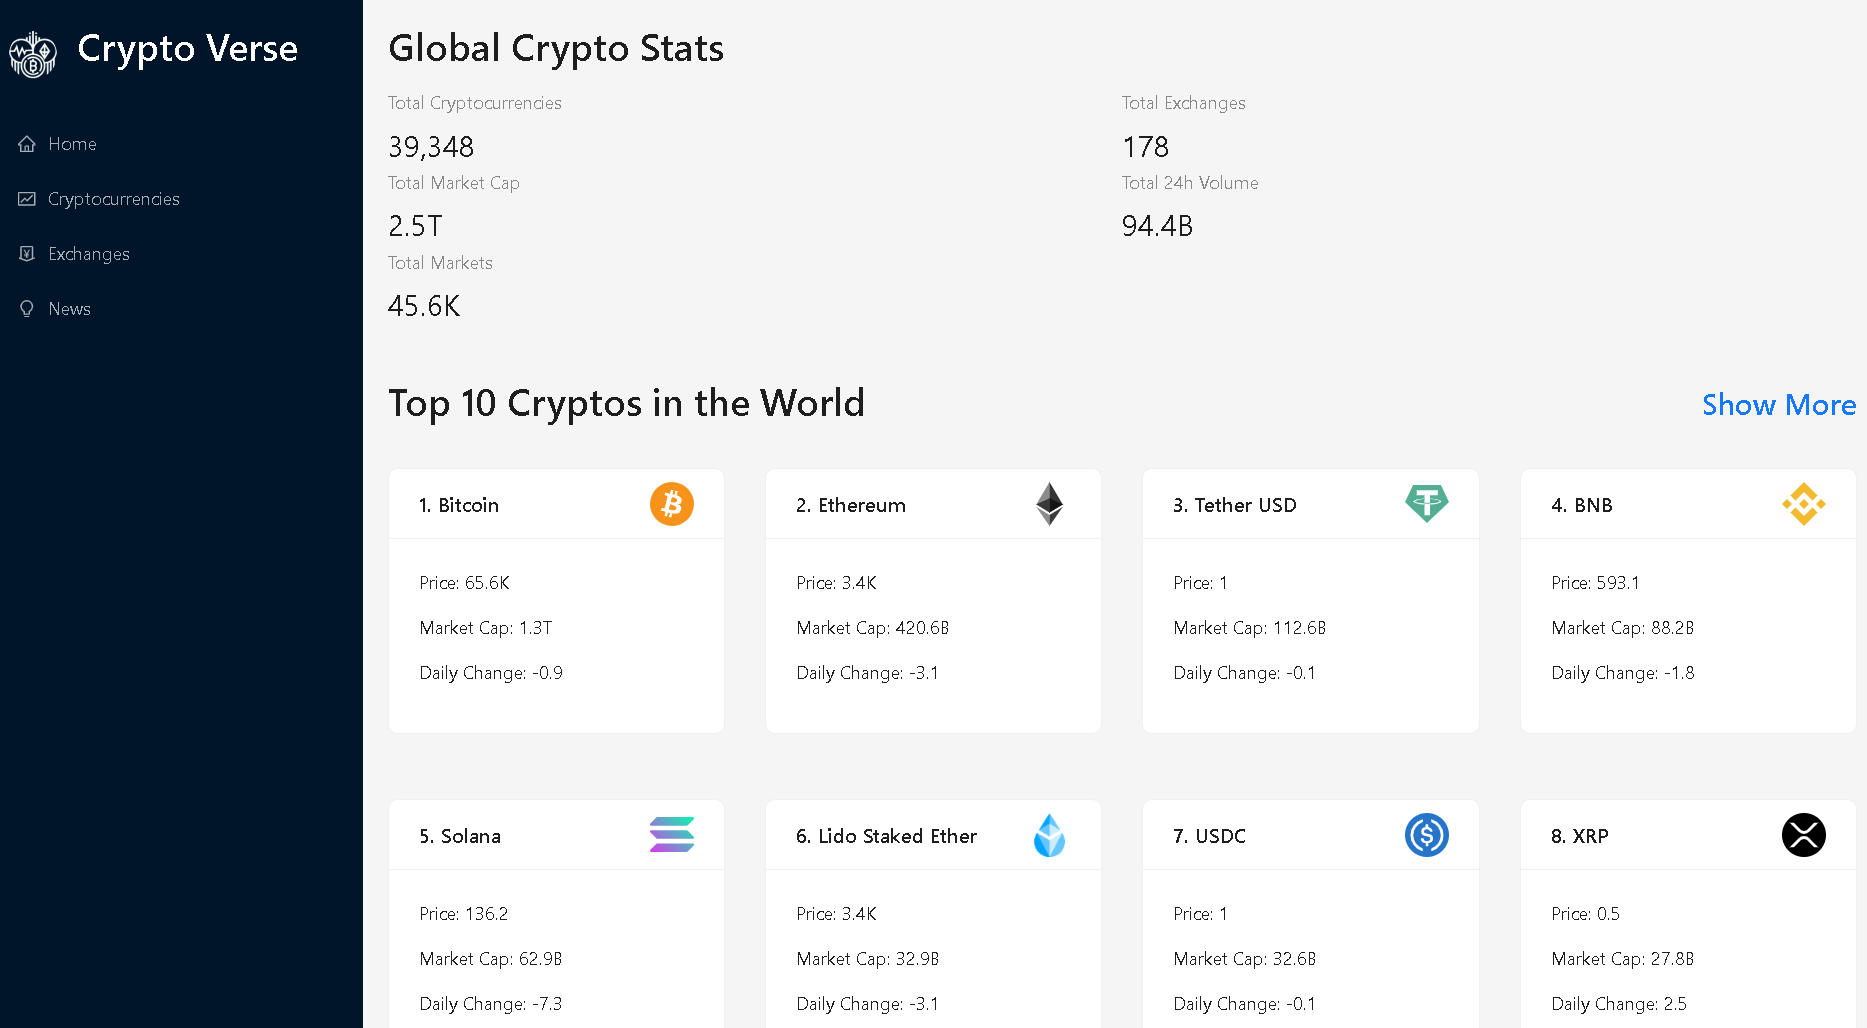 Crypto Verse
Home
Cryptocurrencies
Exchanges
News
Global Crypto Stats
Total Cryptocurrencies
39,348
Total Exchanges
178
Total Market Cap
2.5T
Total 24h Volume
94.4B
Total Markets
45.6K
Top 10 Cryptos in the World
Show More
1. Bitcoin
Price: 65.6K
Market Cap: 1.3T
Daily Change: -0.9
2. Ethereum
Price: 3.4K
Market Cap: 420.6B
Daily Change: -3.1
3. Tether USD
Price: 1
Market Cap: 112.6B
Daily Change: -0.1
4. BNB
Price: 593.1
Market Cap: 88.2B
Daily Change: -1.8
5. Solana
Price: 136.2
Market Cap: 62.9B
Daily Change: -7.3
6. Lido Staked Ether
Price: 3.4K
Market Cap: 32.9B
Daily Change: -3.1
7. USDC
Price: 1
Market Cap: 32.6B
Daily Change: -0.1
8. XRP
Price: 0.5
Market Cap: 27.8B
Daily Change: 2.5